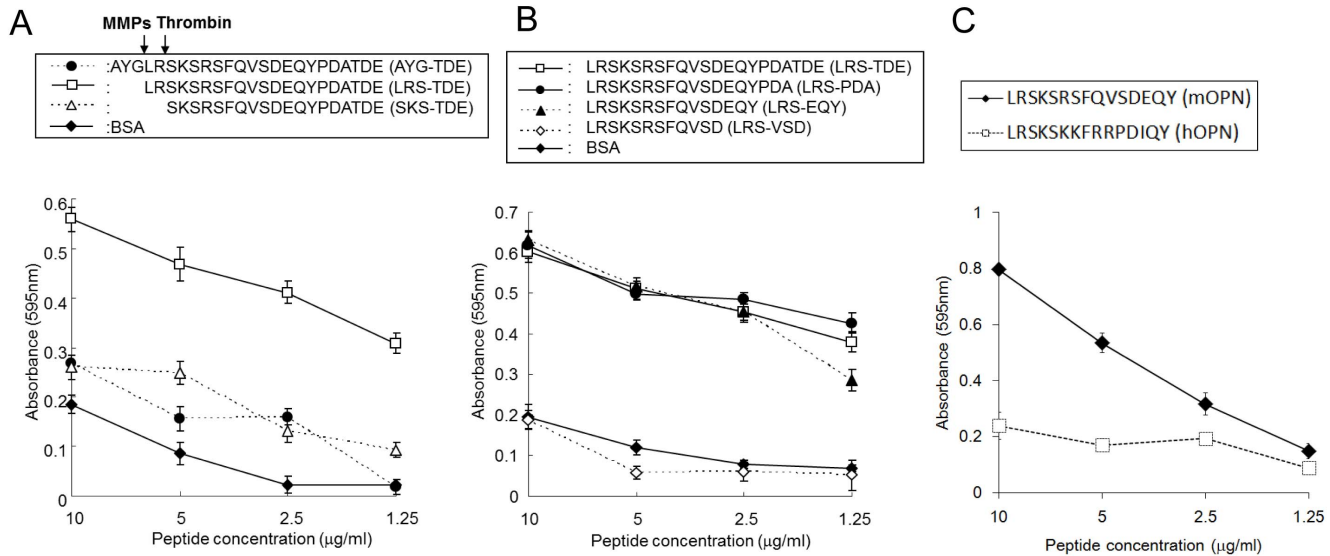 A
MMPs Thrombin
:AYGLRSKSRSFQVSDEQYPDATDE (AYG-TDE)
: LRSKSRSFQVSDEQYPDATDE (LRS-TDE)
: SKSRSFQVSDEQYPDATDE (SKS-TDE)
:BSA
Absorbance (595nm)
0.6
0.5
0.4
0.3
0.2
0.1
0
10 5 2.5 1.25
Peptide concentration (μg/ml)
B
: LRSKSRSFQVSDEQYPDATDE (LRS-TDE)
: LRSKSRSFQVSDEQYPDA (LRS-PDA)
: LRSKSRSFQVSDEQY (LRS-EQY)
: LRSKSRSFQVSD (LRS-VSD)
: BSA
Absorbance (595nm)
0.7
0.6
0.5
0.4
0.3
0.2
0.1
0
10 5 2.5 1.25
Peptide concentration (μg/ml)
C
LRSKSRSFQVSDEQY (mOPN)
LRSKSKKFRRPDIQY (hOPN)
Absorbance (595nm)
1
0.8
0.6
0.4
0.2
0
10 5 2.5 1.25
Peptide concentration (μg/ml)